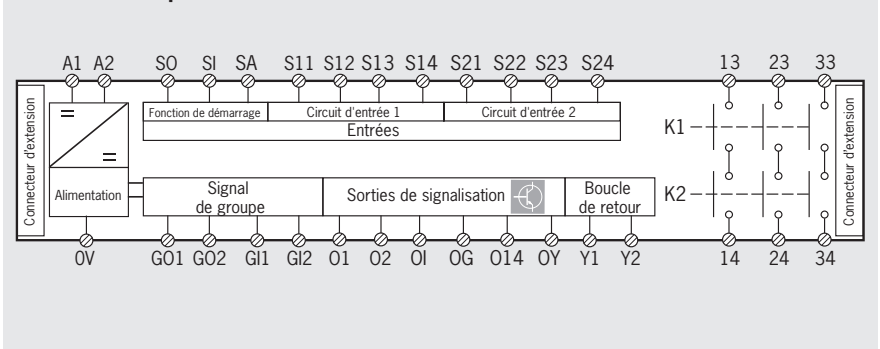 A1 A2 SO SI SA S11 S12 S13 S14 S21 S22 S23 S24 13 23 33
Connecteur d'extension
Fonction de démarrage Circuit d'entrée 1 Circuit d'entrée 2
Entrées
K1
Connecteur d'extension
Alimentation
Signal
de groupe
Sorties de signalisation
Boucle
de retour
K2
0V GO1 GO2 GI1 GI2 O1 O2 OI OG O14 OY Y1 Y2 14 24 34